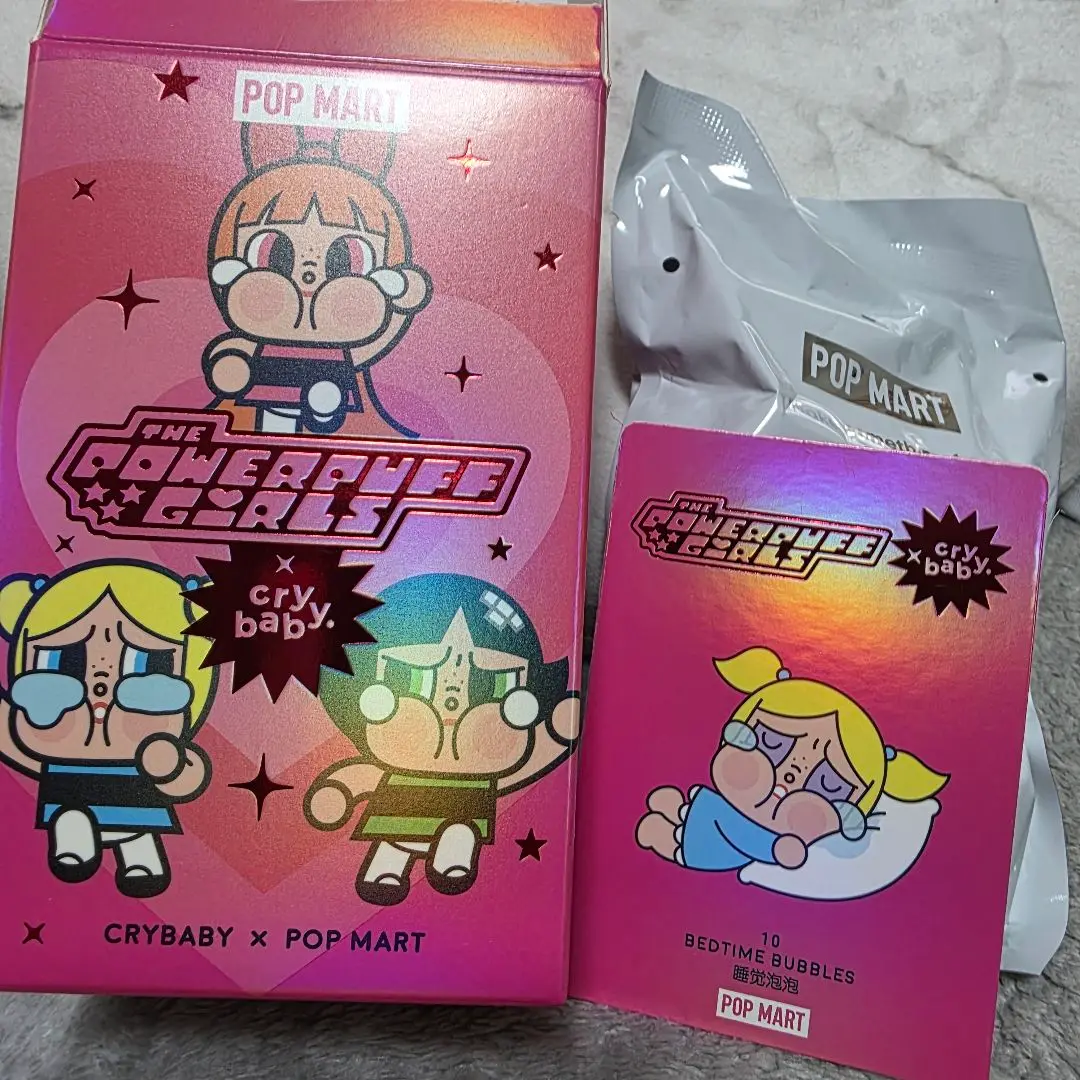 POP MART
THE
POWERPUFF
GIRLS
cry
baby.
CRYBABY × POP MART
POP MART
THE
POWERPUFF
GIRLS
× cry
baby.
10
BEDTIME BUBBLES
睡觉泡泡
POP MART